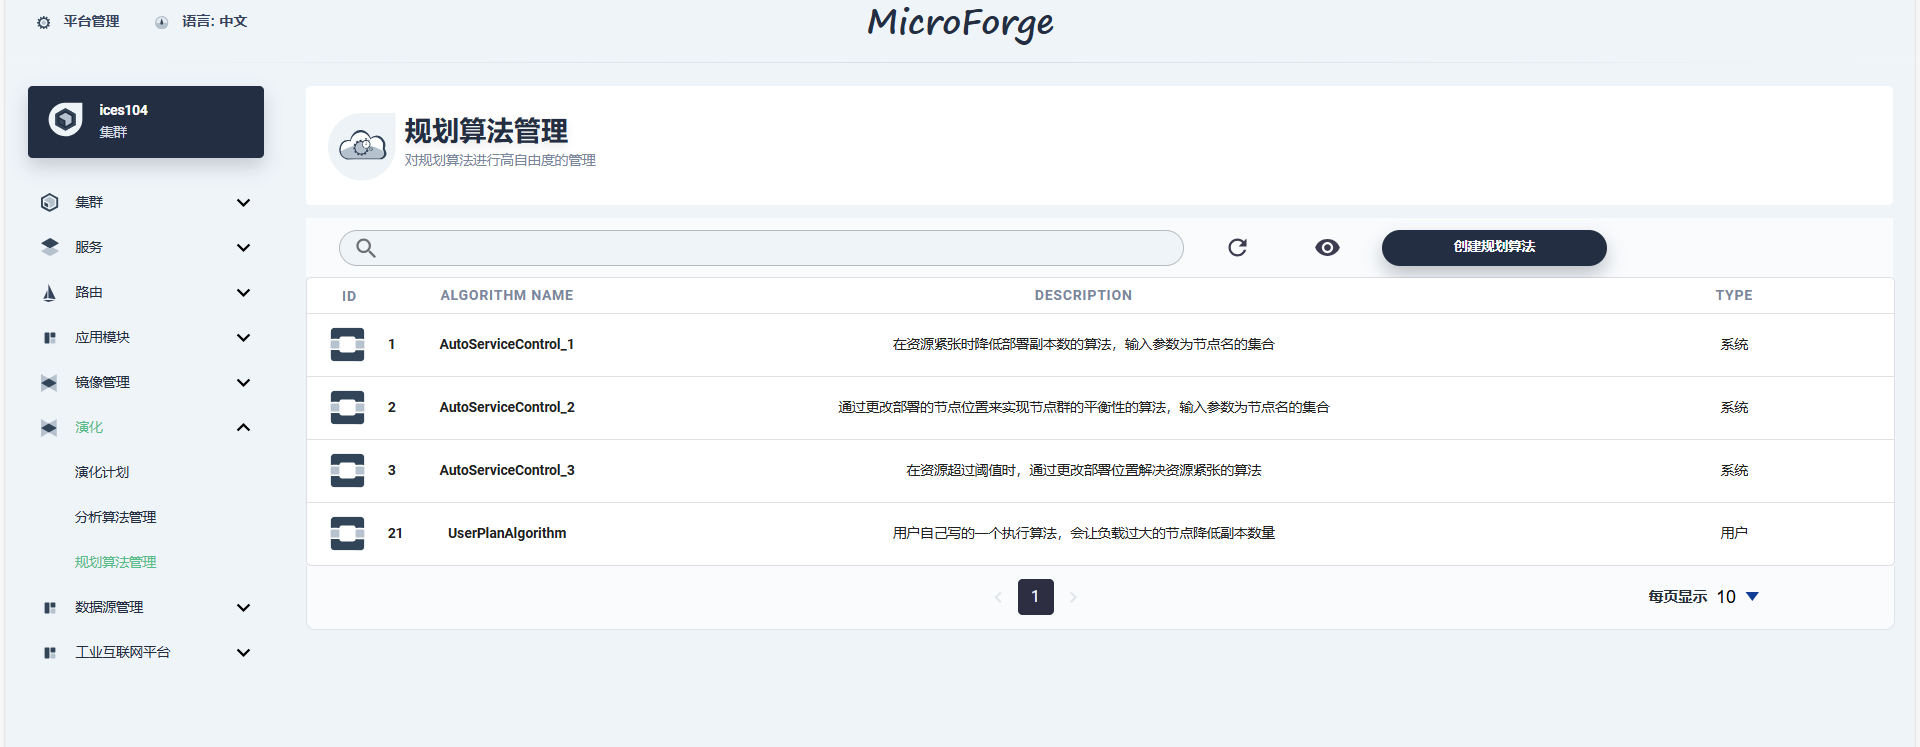 平台管理 语言: 中文
MicroForge
ices104
集群
集群
服务
路由
应用模块
镜像管理
演化
演化计划
分析算法管理
规划算法管理
数据源管理
工业互联网平台
规划算法管理
对规划算法进行高自由度的管理
创建规划算法
ID ALGORITHM NAME DESCRIPTION TYPE
1 AutoServiceControl_1 在资源紧张时降低部署副本数的算法，输入参数为节点名的集合 系统
2 AutoServiceControl_2 通过更改部署的节点位置来实现节点群的平衡性的算法，输入参数为节点名的集合 系统
3 AutoServiceControl_3 在资源超过阈值时，通过更改部署位置解决资源紧张的算法 系统
21 UserPlanAlgorithm 用户自己写的一个执行算法，会让负载过大的节点降低副本数量 用户
1 每页显示 10